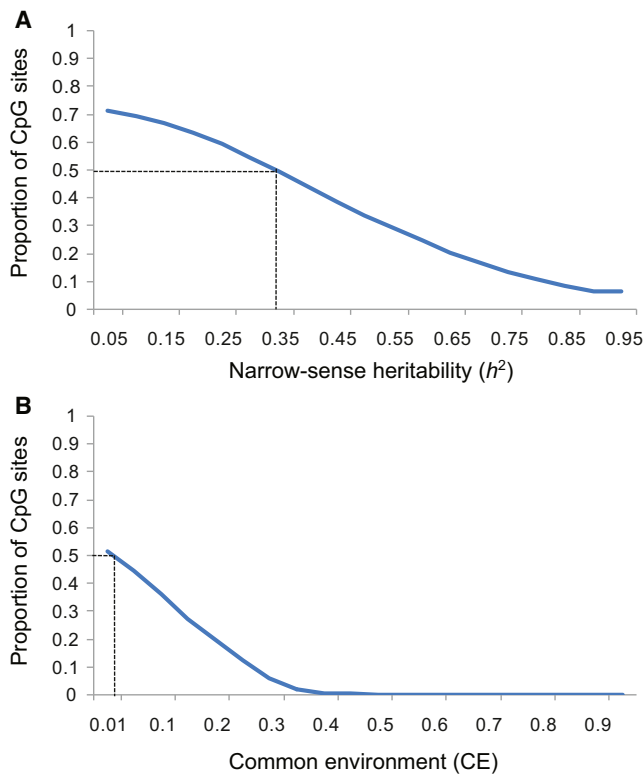 A
Proportion of CpG sites
1
0.9
0.8
0.7
0.6
0.5
0.4
0.3
0.2
0.1
0
0.05 0.15 0.25 0.35 0.45 0.55 0.65 0.75 0.85 0.95
Narrow-sense heritability (h²)
B
Proportion of CpG sites
1
0.9
0.8
0.7
0.6
0.5
0.4
0.3
0.2
0.1
0
0.01 0.1 0.2 0.3 0.4 0.5 0.6 0.7 0.8 0.9
Common environment (CE)